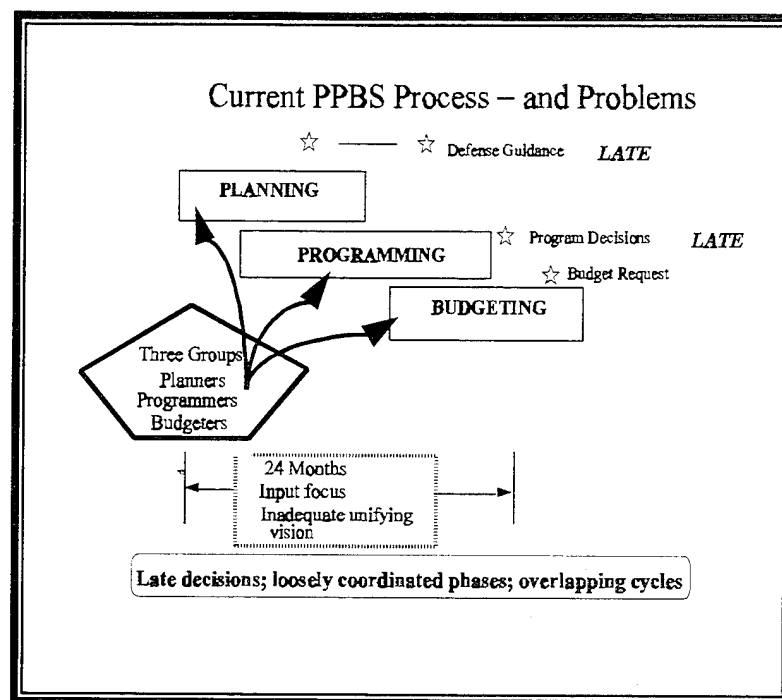 Current PPBS Process – and Problems
Defense Guidance LATE
PLANNING
Program Decisions LATE
PROGRAMMING
Budget Request
BUDGETING
Three Groups
Planners
Programmers
Budgeters
24 Months
Input focus
Inadequate unifying
vision
Late decisions; loosely coordinated phases; overlapping cycles